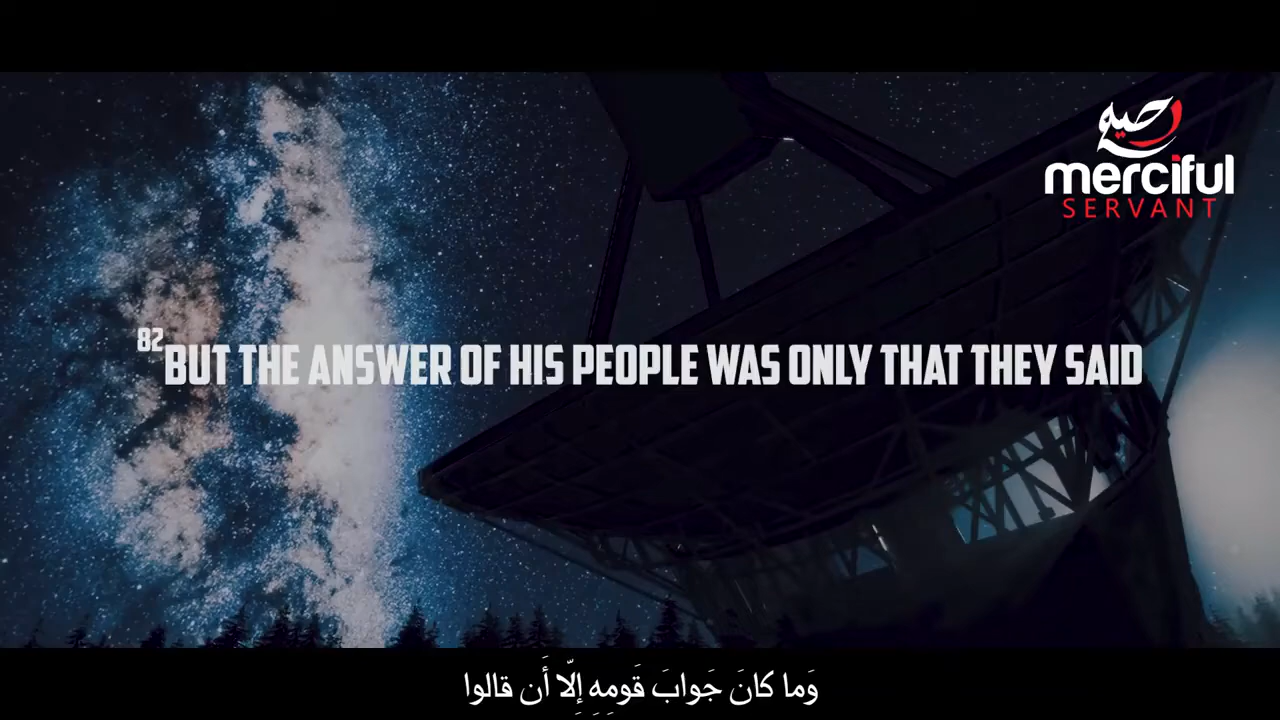 رحيم
merciful
SERVANT
82 BUT THE ANSWER OF HIS PEOPLE WAS ONLY THAT THEY SAID
وَما كانَ جَوابَ قَومِهِ إِلّا أَن قالوا